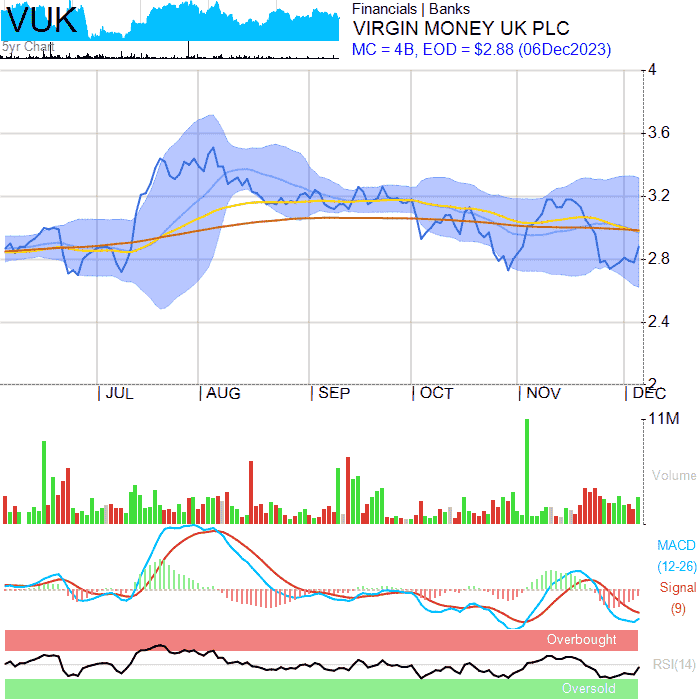 VUK
5yr Chart
Financials | Banks
VIRGIN MONEY UK PLC
MC = 4B, EOD = $2.88 (06Dec2023)
4
3.6
3.2
2.8
2.4
2
JUL AUG SEP OCT NOV DEC
11M
Volume
MACD
(12-26)
Signal
(9)
Overbought
RSI(14)
Oversold